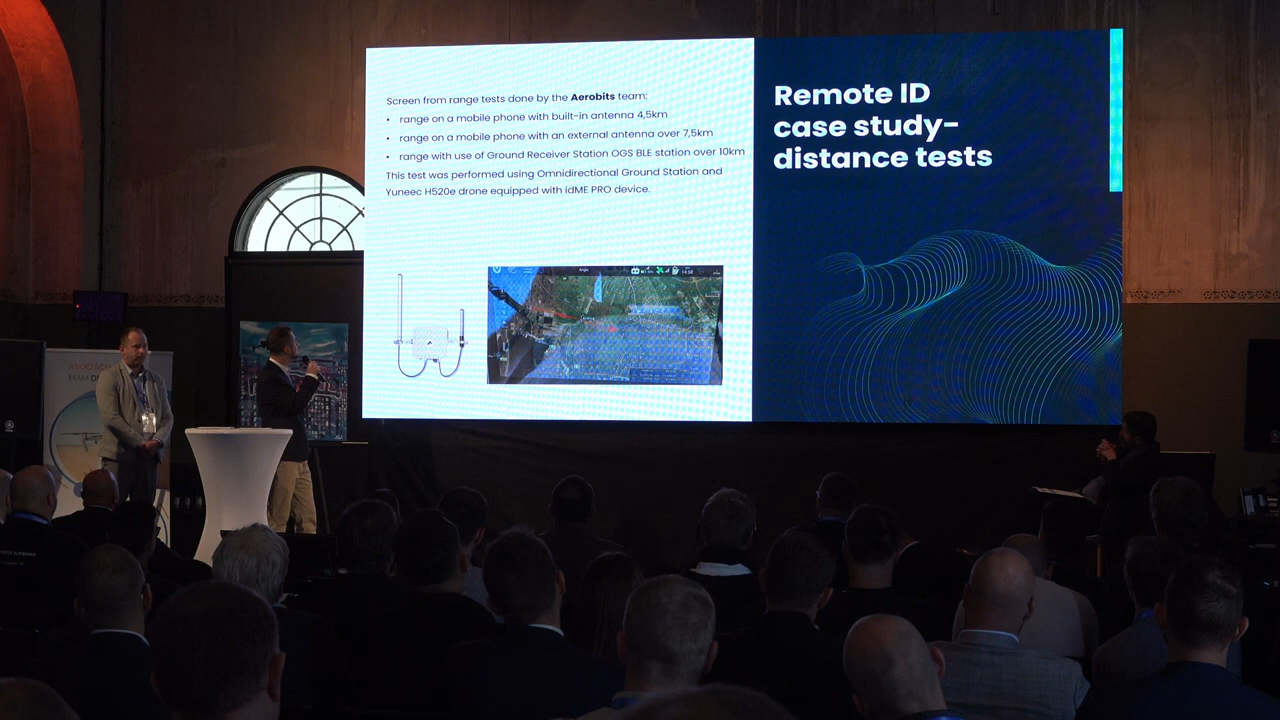 Screen from range tests done by the Aerobits team:
• range on a mobile phone with built-in antenna 4,5km
• range on a mobile phone with an external antenna over 7,5km
• range with use of Ground Receiver Station OGS BLE station over 10km
This test was performed using Omnidirectional Ground Station and
Yuneec H520e drone equipped with idME PRO device.
Remote ID
case study-
distance tests